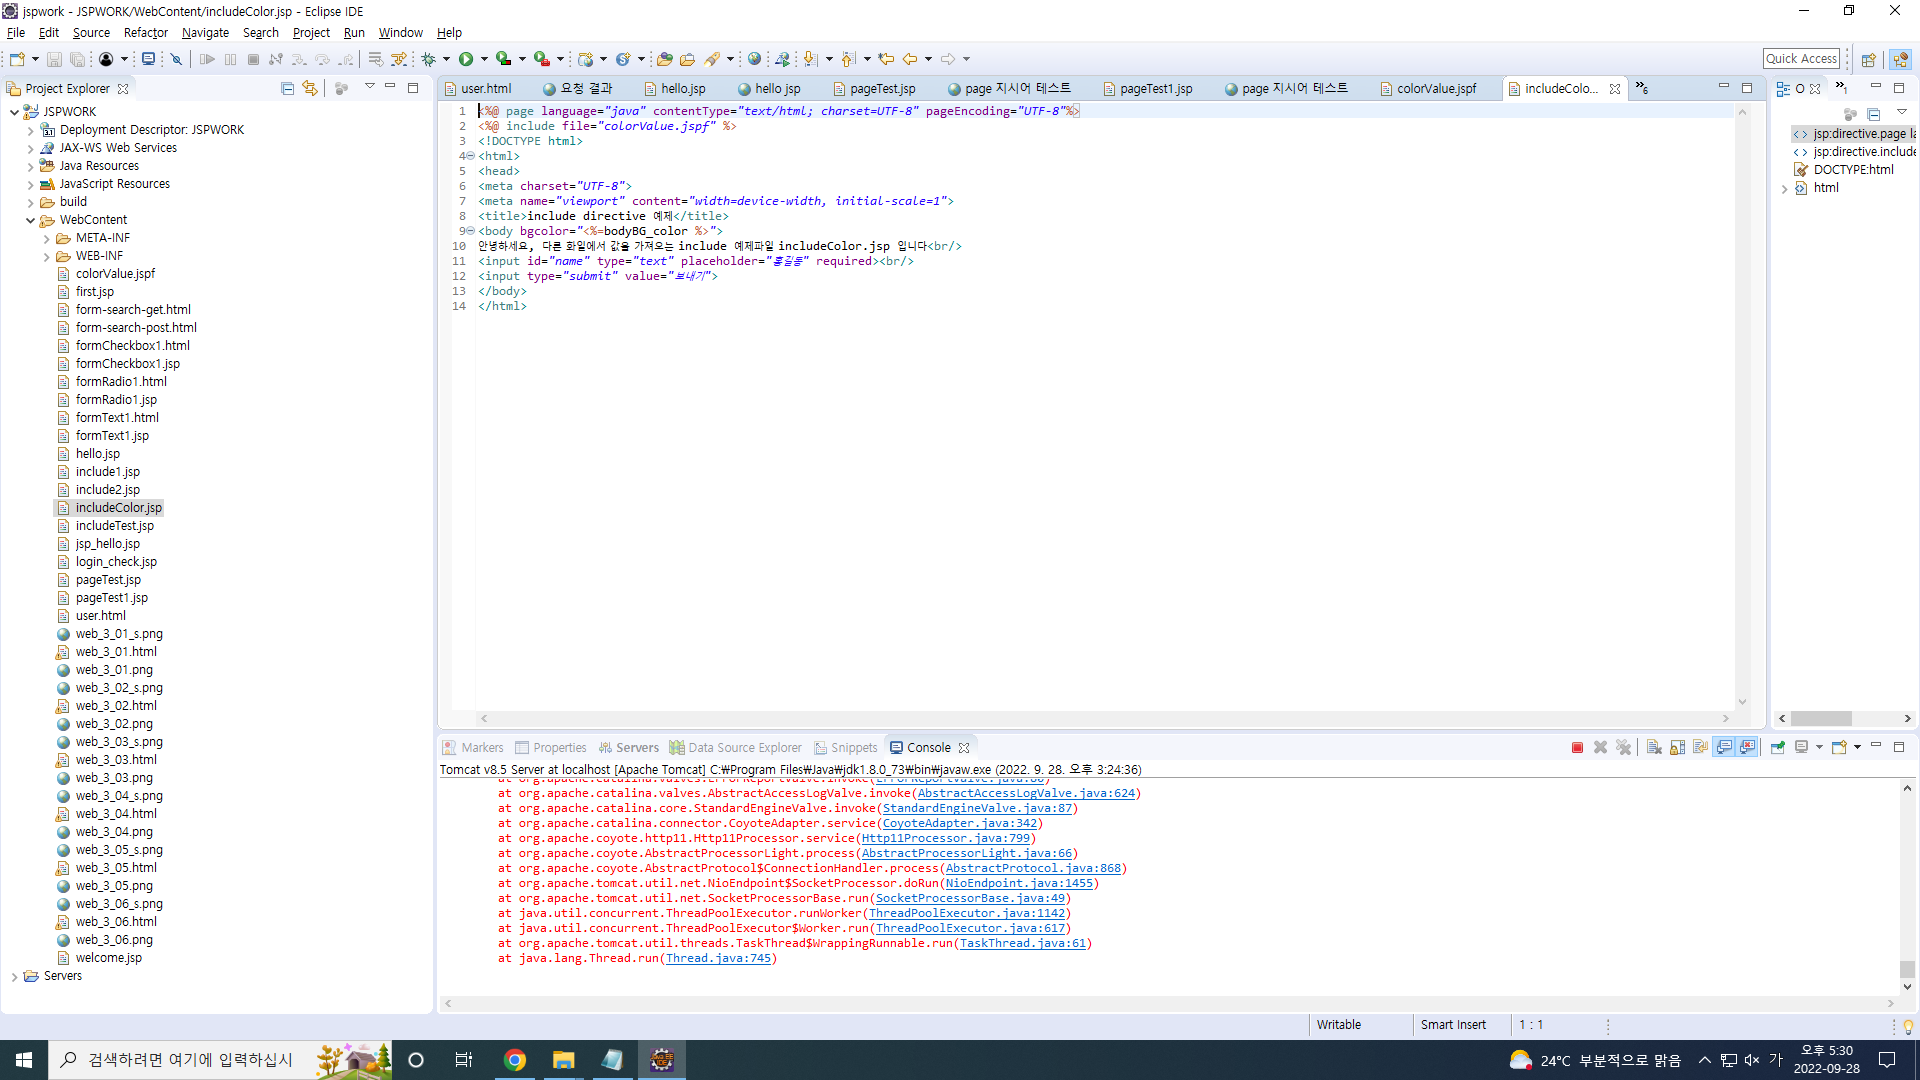 jspwork - JSPWORK/WebContent/includeColor.jsp - Eclipse IDE
File Edit Source Refactor Navigate Search Project Run Window Help
Quick Access
Project Explorer
JSPWORK
Deployment Descriptor: JSPWORK
JAX-WS Web Services
Java Resources
JavaScript Resources
build
WebContent
META-INF
WEB-INF
colorValue.jspf
first.jsp
form-search-get.html
form-search-post.html
formCheckbox1.html
formCheckbox1.jsp
formRadio1.html
formRadio1.jsp
formText1.html
formText1.jsp
hello.jsp
include1.jsp
include2.jsp
includeColor.jsp
includeTest.jsp
jsp_hello.jsp
login_check.jsp
pageTest.jsp
pageTest1.jsp
user.html
web_3_01_s.png
web_3_01.html
web_3_01.png
web_3_02_s.png
web_3_02.html
web_3_02.png
web_3_03_s.png
web_3_03.html
web_3_03.png
web_3_04_s.png
web_3_04.html
web_3_04.png
web_3_05_s.png
web_3_05.html
web_3_05.png
web_3_06_s.png
web_3_06.html
web_3_06.png
welcome.jsp
Servers
user.html 요청 결과 hello.jsp hello jsp pageTest.jsp page 지시어 테스트 pageTest1.jsp page 지시어 테스트 colorValue.jspf includeColo... »6
1 <%@ page language="java" contentType="text/html; charset=UTF-8" pageEncoding="UTF-8"%>
2 <%@ include file="colorValue.jspf" %>
3 <!DOCTYPE html>
4 <html>
5 <head>
6 <meta charset="UTF-8">
7 <meta name="viewport" content="width=device-width, initial-scale=1">
8 <title>include directive 예제</title>
9 <body bgcolor="<%=bodyBG_color %>">
10 안녕하세요, 다른 화일에서 값을 가져오는 include 예제파일 includeColor.jsp 입니다<br/>
11 <input id="name" type="text" placeholder="홍길동" required><br/>
12 <input type="submit" value="보내기">
13 </body>
14 </html>
O »1
jsp:directive.page la
jsp:directive.include
DOCTYPE:html
html
Markers Properties Servers Data Source Explorer Snippets Console
Tomcat v8.5 Server at localhost [Apache Tomcat] C:₩Program Files₩Java₩jdk1.8.0_73₩bin₩javaw.exe (2022. 9. 28. 오후 3:24:36)
at org.apache.catalina.valves.ErrorReportValve.invoke(ErrorReportValve.java:
at org.apache.catalina.valves.AbstractAccessLogValve.invoke(AbstractAccessLogValve.java:624)
at org.apache.catalina.core.StandardEngineValve.invoke(StandardEngineValve.java:87)
at org.apache.catalina.connector.CoyoteAdapter.service(CoyoteAdapter.java:342)
at org.apache.coyote.http11.Http11Processor.service(Http11Processor.java:799)
at org.apache.coyote.AbstractProcessorLight.process(AbstractProcessorLight.java:66)
at org.apache.coyote.AbstractProtocol$ConnectionHandler.process(AbstractProtocol.java:868)
at org.apache.tomcat.util.net.NioEndpoint$SocketProcessor.doRun(NioEndpoint.java:1455)
at org.apache.tomcat.util.net.SocketProcessorBase.run(SocketProcessorBase.java:49)
at java.util.concurrent.ThreadPoolExecutor.runWorker(ThreadPoolExecutor.java:1142)
at java.util.concurrent.ThreadPoolExecutor$Worker.run(ThreadPoolExecutor.java:617)
at org.apache.tomcat.util.threads.TaskThread$WrappingRunnable.run(TaskThread.java:61)
at java.lang.Thread.run(Thread.java:745)
Writable Smart Insert 1 : 1
검색하려면 여기에 입력하십시
24°C 부분적으로 맑음 가
오후 5:30
2022-09-28